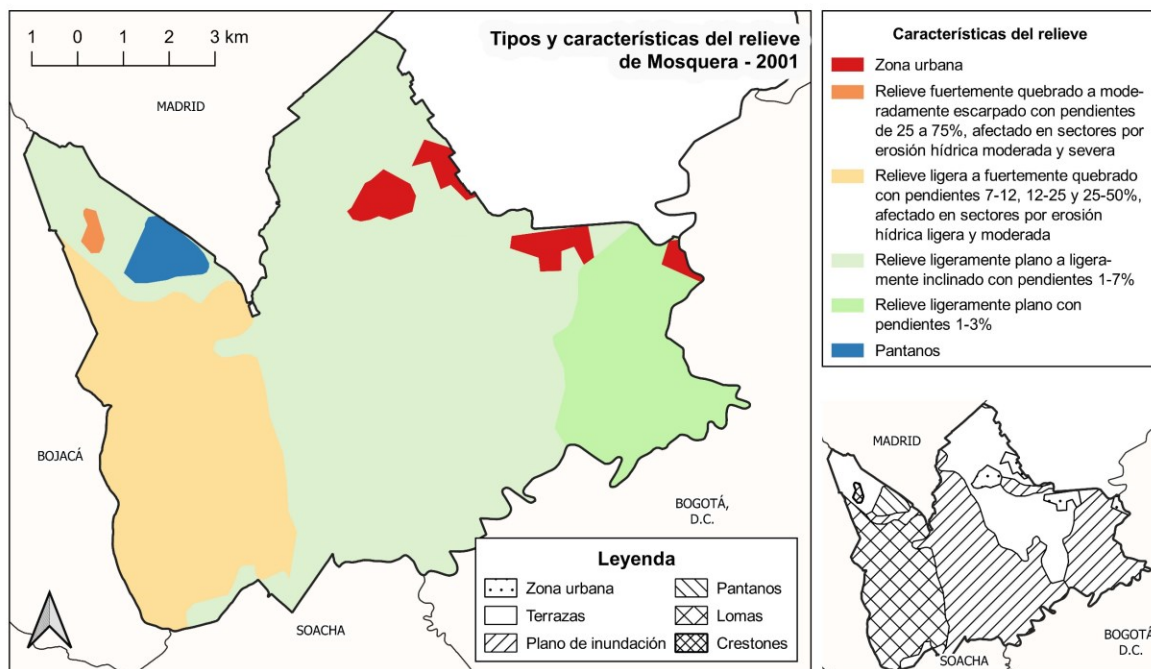 1 0 1 2 3 km
Tipos y características del relieve
de Mosquera - 2001
MADRID
BOJACÁ
SOACHA
BOGOTÁ,
D.C.
Leyenda
Zona urbana
Terrazas
Plano de inundación
Pantanos
Lomas
Crestones
Características del relieve
Zona urbana
Relieve fuertemente quebrado a mode-
radamente escarpado con pendientes
de 25 a 75%, afectado en sectores por
erosión hídrica moderada y severa
Relieve ligera a fuertemente quebrado
con pendientes 7-12, 12-25 y 25-50%,
afectado en sectores por erosión
hídrica ligera y moderada
Relieve ligeramente plano a ligera-
mente inclinado con pendientes 1-7%
Relieve ligeramente plano con
pendientes 1-3%
Pantanos
MADRID
BOJACÁ
SOACHA
BOGOTÁ
D.C.